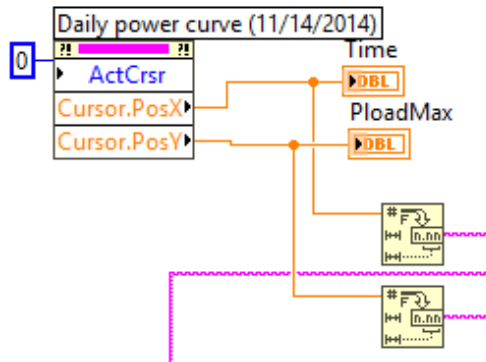 Daily power curve (11/14/2014)
?! ?!
Time
0
ActCrsr
DBL
Cursor.PosX
PloadMax
Cursor.PosY
DBL
#
F
n.nn
#
F
n.nn